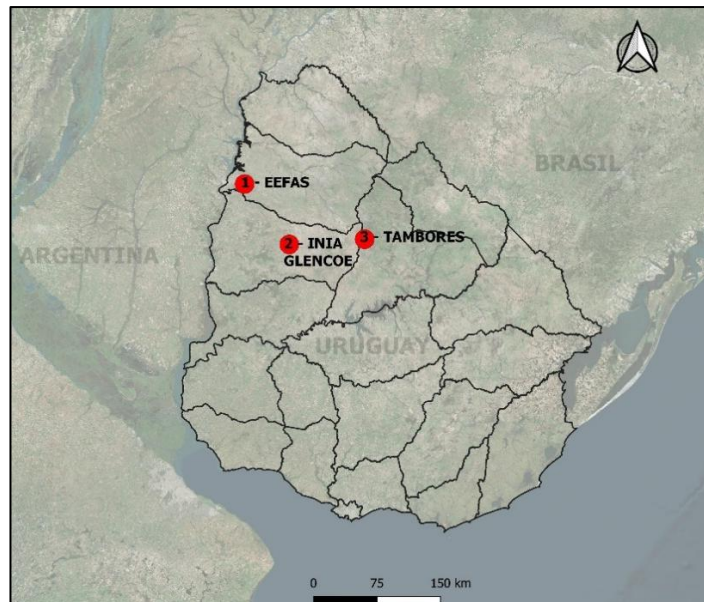 BRASIL
1 - EEFAS
ARGENTINA
2 - INIA
GLENCOE
3 - TAMBORES
URUGUAY
0 75 150 km